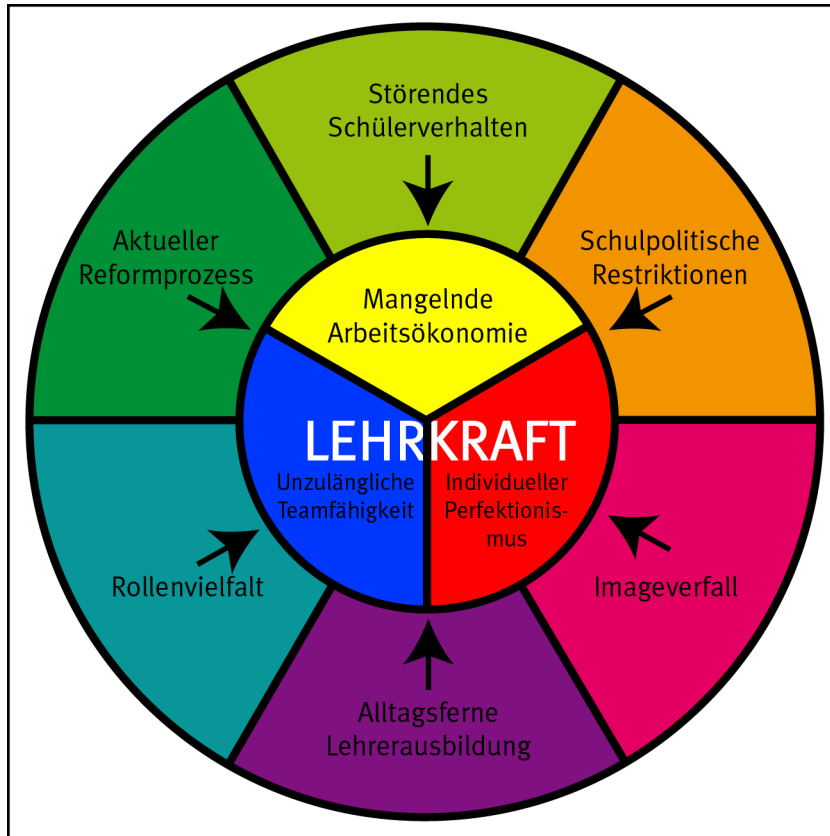 Störendes
Schülerverhalten
Aktueller
Reformprozess
Schulpolitische
Restriktionen
Mangelnde
Arbeitsökonomie
LEHRKRAFT
Unzulängliche
Teamfähigkeit
Individueller
Perfektionis-
mus
Rollenvielfalt
Imageverfall
Alltagsferne
Lehrerausbildung